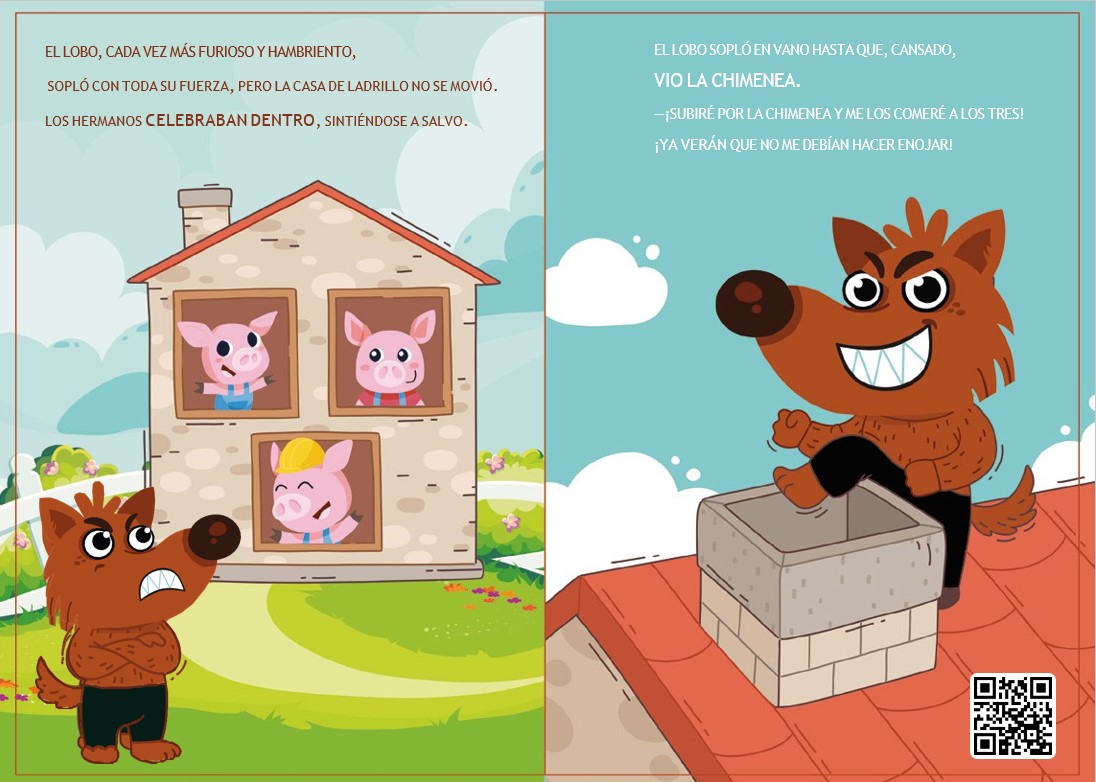 EL LOBO, CADA VEZ MÁS FURIOSO Y HAMBRIENTO,
SOPLÓ CON TODA SU FUERZA, PERO LA CASA DE LADRILLO NO SE MOVIÓ.
LOS HERMANOS CELEBRABAN DENTRO, SINTIÉNDOSE A SALVO.
EL LOBO SOPLÓ EN VANO HASTA QUE, CANSADO,
VIO LA CHIMENEA.
—¡SUBIRÉ POR LA CHIMENEA Y ME LOS COMERÉ A LOS TRES!
¡YA VERÁN QUE NO ME DEBÍAN HACER ENOJAR!